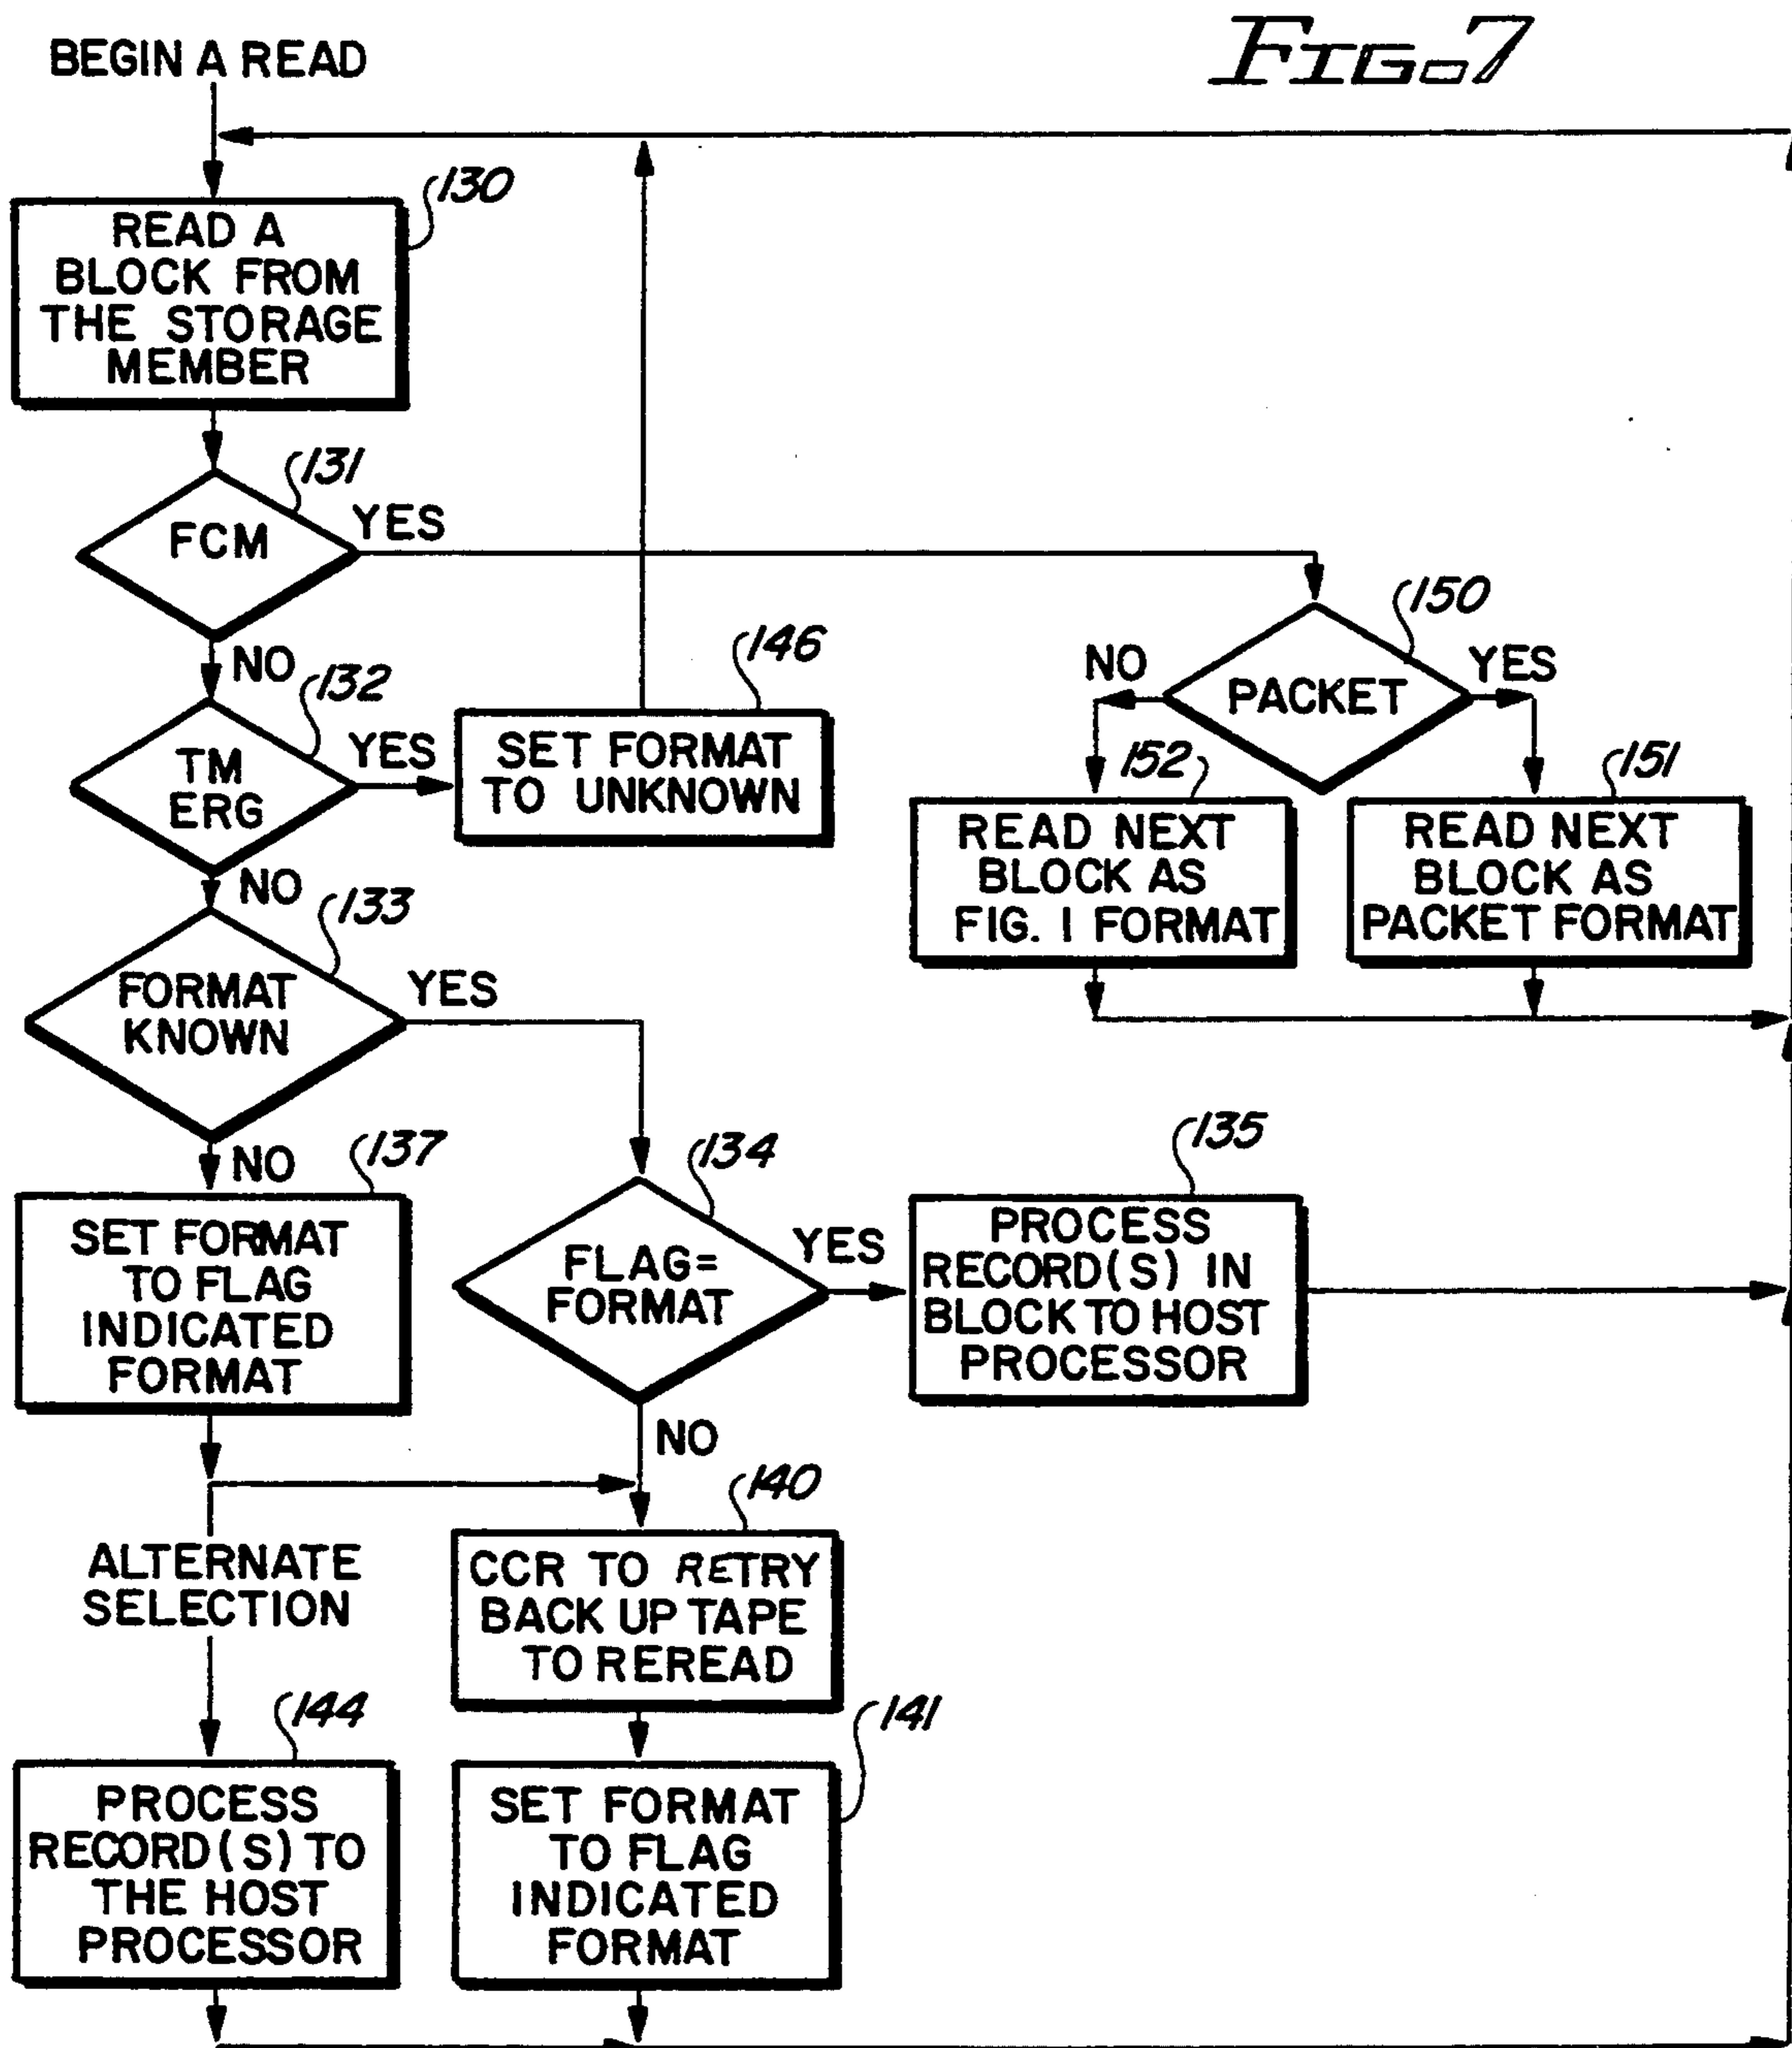 FIG. 7
BEGIN A READ
130
READ A
BLOCK FROM
THE STORAGE
MEMBER
131
FCM
YES
NO
150
PACKET
NO
YES
132
TM
ERG
YES
NO
146
SET FORMAT
TO UNKNOWN
152
READ NEXT
BLOCK AS
FIG. 1 FORMAT
151
READ NEXT
BLOCK AS
PACKET FORMAT
133
FORMAT
KNOWN
YES
NO
137
SET FORMAT
TO FLAG
INDICATED
FORMAT
134
FLAG=
FORMAT
YES
NO
135
PROCESS
RECORD(S) IN
BLOCK TO HOST
PROCESSOR
ALTERNATE
SELECTION
140
CCR TO RETRY
BACK UP TAPE
TO REREAD
144
PROCESS
RECORD(S) TO
THE HOST
PROCESSOR
141
SET FORMAT
TO FLAG
INDICATED
FORMAT